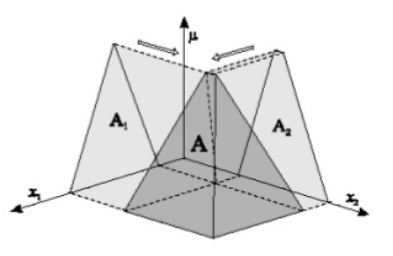 μ
A₁
A
A₂
x₁
x₂